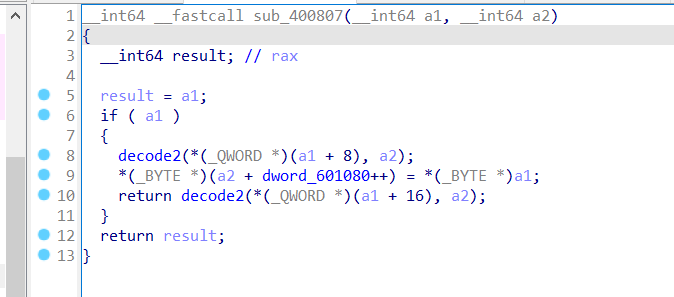 1 __int64 __fastcall sub_400807(__int64 a1, __int64 a2)
2 {
3   __int64 result; // rax
4
5   result = a1;
6   if ( a1 )
7   {
8     decode2(*(_QWORD *)(a1 + 8), a2);
9     *(_BYTE *)(a2 + dword_601080++) = *(_BYTE *)a1;
10     return decode2(*(_QWORD *)(a1 + 16), a2);
11   }
12   return result;
13 }